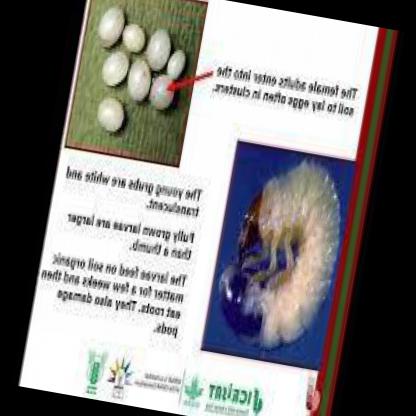 The female adults enter into the
soil to lay eggs often in clusters.
The young grubs are white and
translucent.
Fully grown larvae are larger
than a thumb.
The larvae feed on soil organic
matter for a few weeks and then
eat roots. They also damage
pods.
ICRISAT